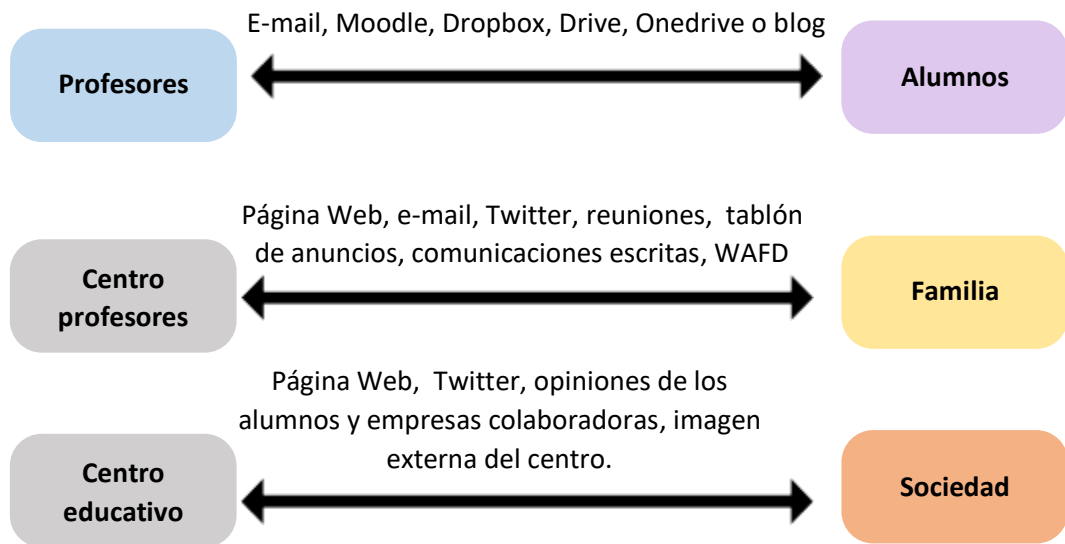 E-mail, Moodle, Dropbox, Drive, Onedrive o blog
Profesores
Alumnos
Página Web, e-mail, Twitter, reuniones, tablón
de anuncios, comunicaciones escritas, WAFD
Centro
profesores
Familia
Página Web, Twitter, opiniones de los
alumnos y empresas colaboradoras, imagen
externa del centro.
Centro
educativo
Sociedad